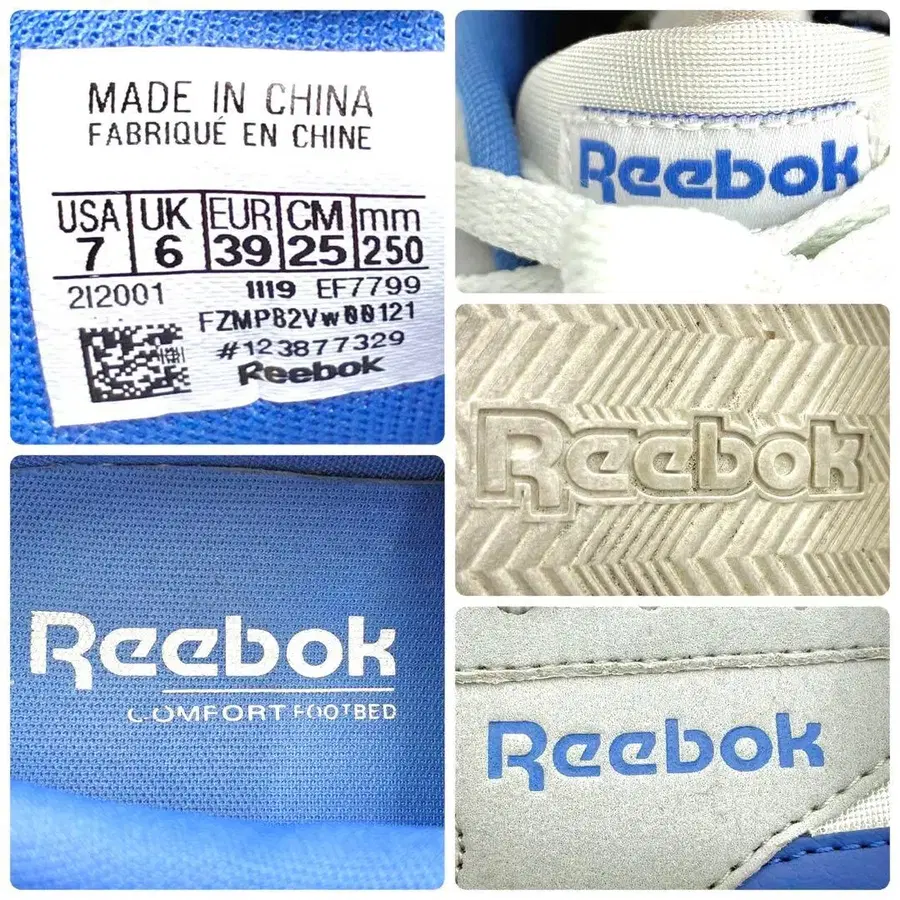 MADE IN CHINA
FABRIQUÉ EN CHINE
USA UK EUR CM mm
7 6 39 25 250
2I2001 1119 EF7799
FZMP82Vw00121
#123877329
Reebok
Reebok
Reebok
Reebok
COMFORT FOOTBED
Reebok